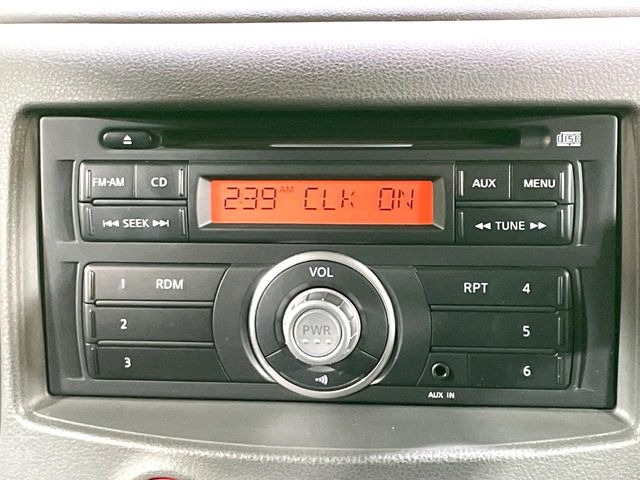 disc
FM·AM CD 2:39 AM CLK ON AUX MENU
SEEK TUNE
VOL
1 RDM RPT 4
2 PWR 5
3 6
AUX IN